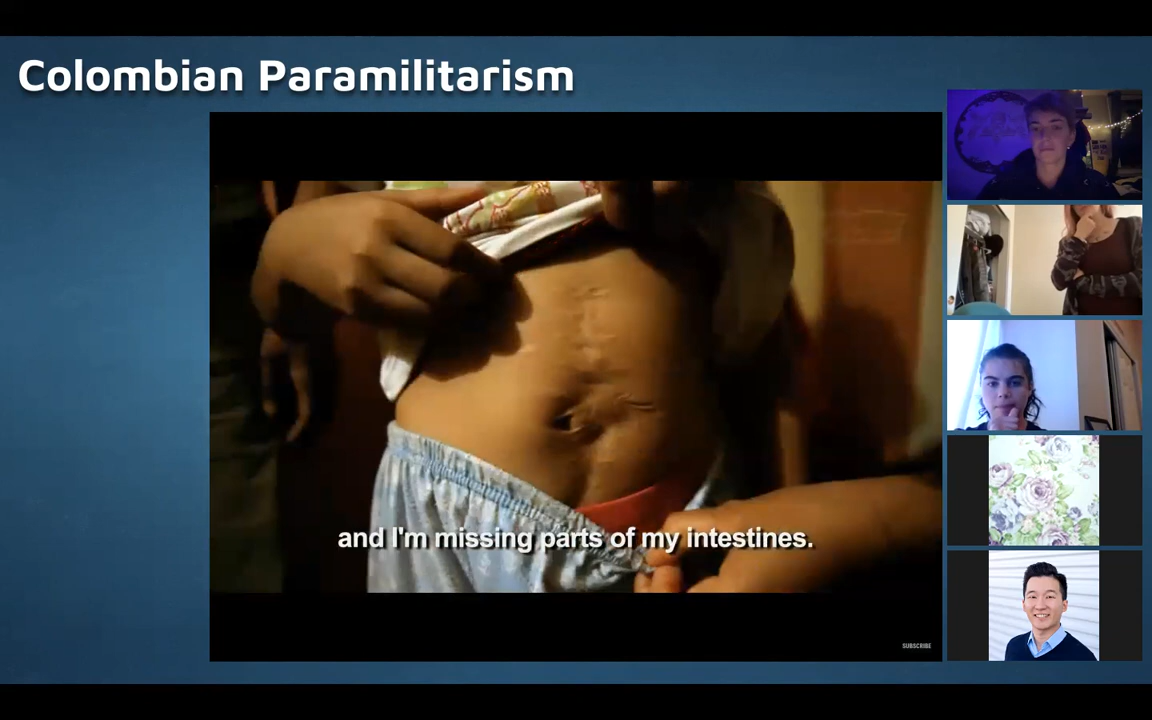 Colombian Paramilitarism
and I'm missing parts of my intestines.
SUBSCRIBE